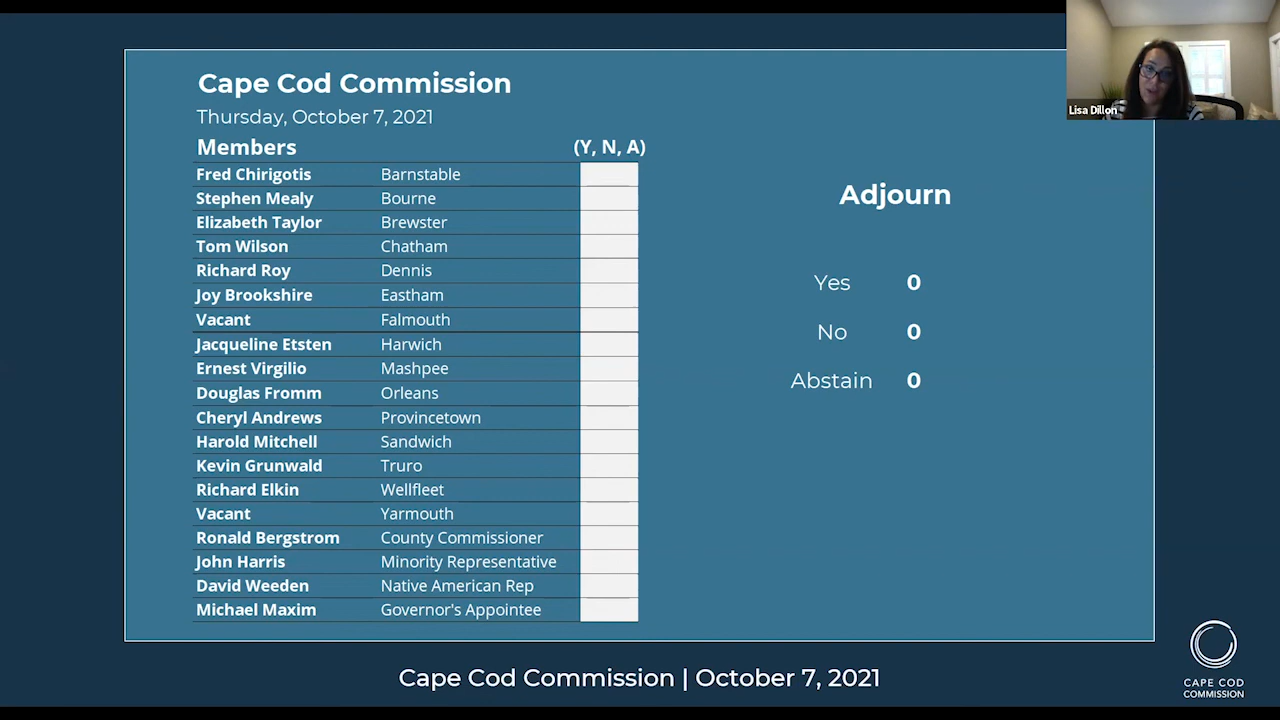 Cape Cod Commission
Thursday, October 7, 2021
Members (Y, N, A)
Fred Chirigotis Barnstable
Stephen Mealy Bourne
Elizabeth Taylor Brewster
Tom Wilson Chatham
Richard Roy Dennis
Joy Brookshire Eastham
Vacant Falmouth
Jacqueline Etsten Harwich
Ernest Virgilio Mashpee
Douglas Fromm Orleans
Cheryl Andrews Provincetown
Harold Mitchell Sandwich
Kevin Grunwald Truro
Richard Elkin Wellfleet
Vacant Yarmouth
Ronald Bergstrom County Commissioner
John Harris Minority Representative
David Weeden Native American Rep
Michael Maxim Governor's Appointee
Adjourn
Yes 0
No 0
Abstain 0
Lisa Dillon
Cape Cod Commission | October 7, 2021
CAPE COD
COMMISSION